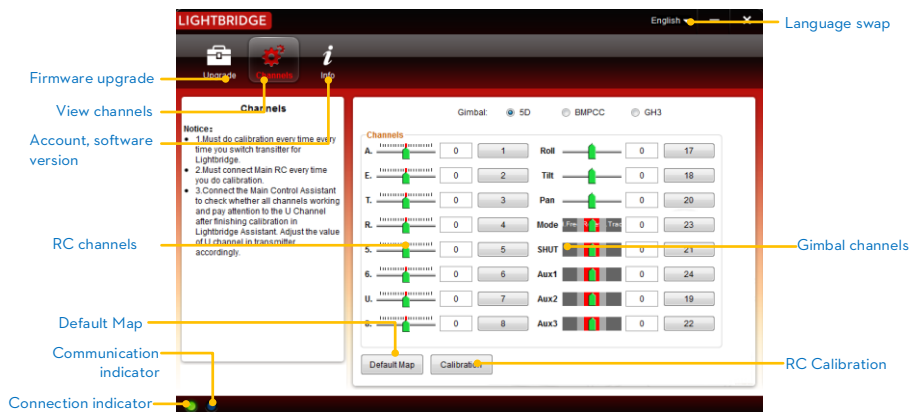 LIGHTBRIDGE
English
Language swap
Upgrade
Channels
Info
Firmware upgrade
View channels
Account, software
version
RC channels
Default Map
Communication
indicator
Connection indicator
Channels
Notice:
1.Must do calibration every time every
time you switch transitter for
Lightbridge.
2.Must connect Main RC every time
you do calibration.
3.Connect the Main Control Assistant
to check whether all channels working
and pay attention to the U Channel
after finishing calibration in
Lightbridge Assistant. Adjust the value
of U channel in transmitter
accordingly.
Gimbal: 5D BMPCC GH3
Channels
A. 0 1 Roll 0 17
E. 0 2 Tilt 0 18
T. 0 3 Pan 0 20
R. 0 4 Mode 0 23
5. 0 5 SHUT 0 21
6. 0 6 Aux1 0 24
U. 0 7 Aux2 0 19
8. 0 8 Aux3 0 22
Default Map Calibration
Gimbal channels
RC Calibration